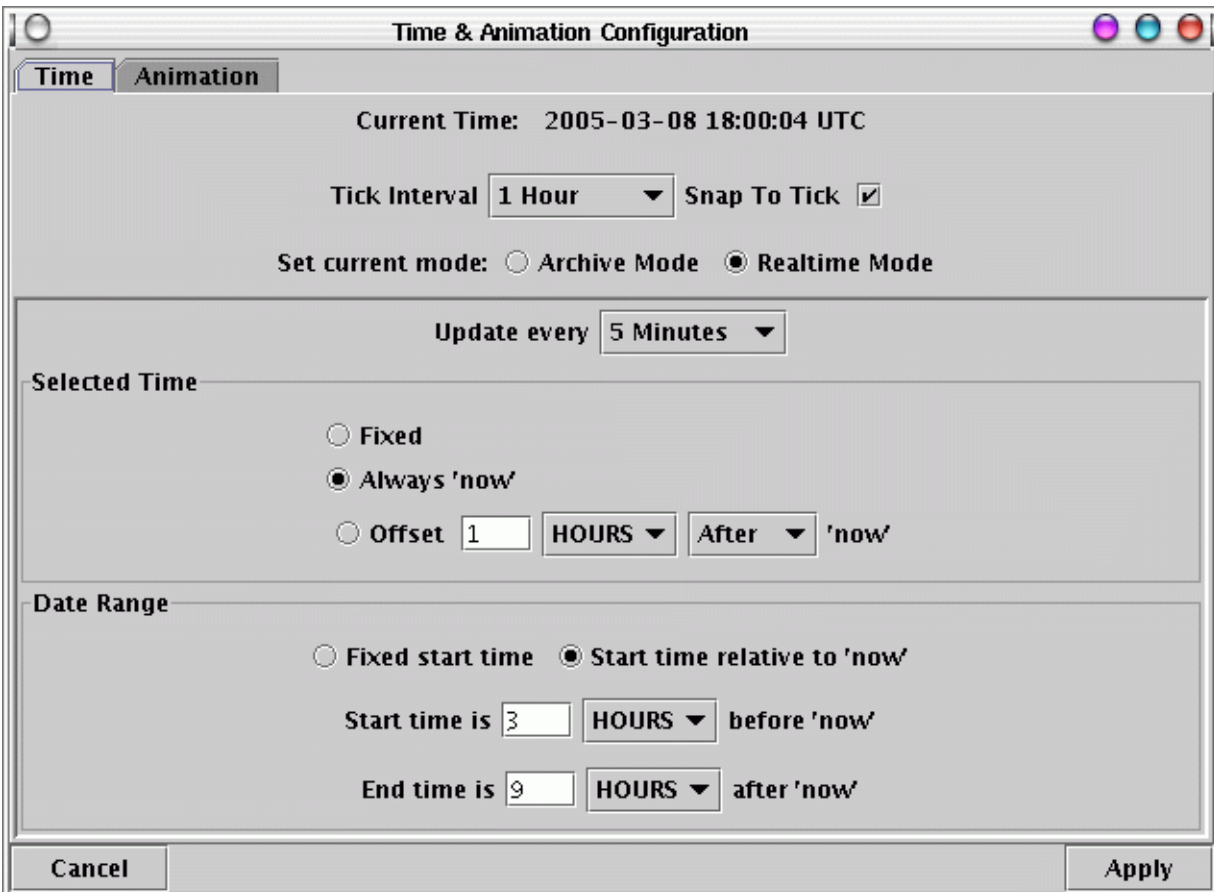 Time & Animation Configuration
Time Animation
Current Time: 2005-03-08 18:00:04 UTC
Tick Interval 1 Hour Snap To Tick
Set current mode: Archive Mode Realtime Mode
Update every 5 Minutes
Selected Time
Fixed
Always 'now'
Offset 1 HOURS After 'now'
Date Range
Fixed start time Start time relative to 'now'
Start time is 3 HOURS before 'now'
End time is 9 HOURS after 'now'
Cancel Apply